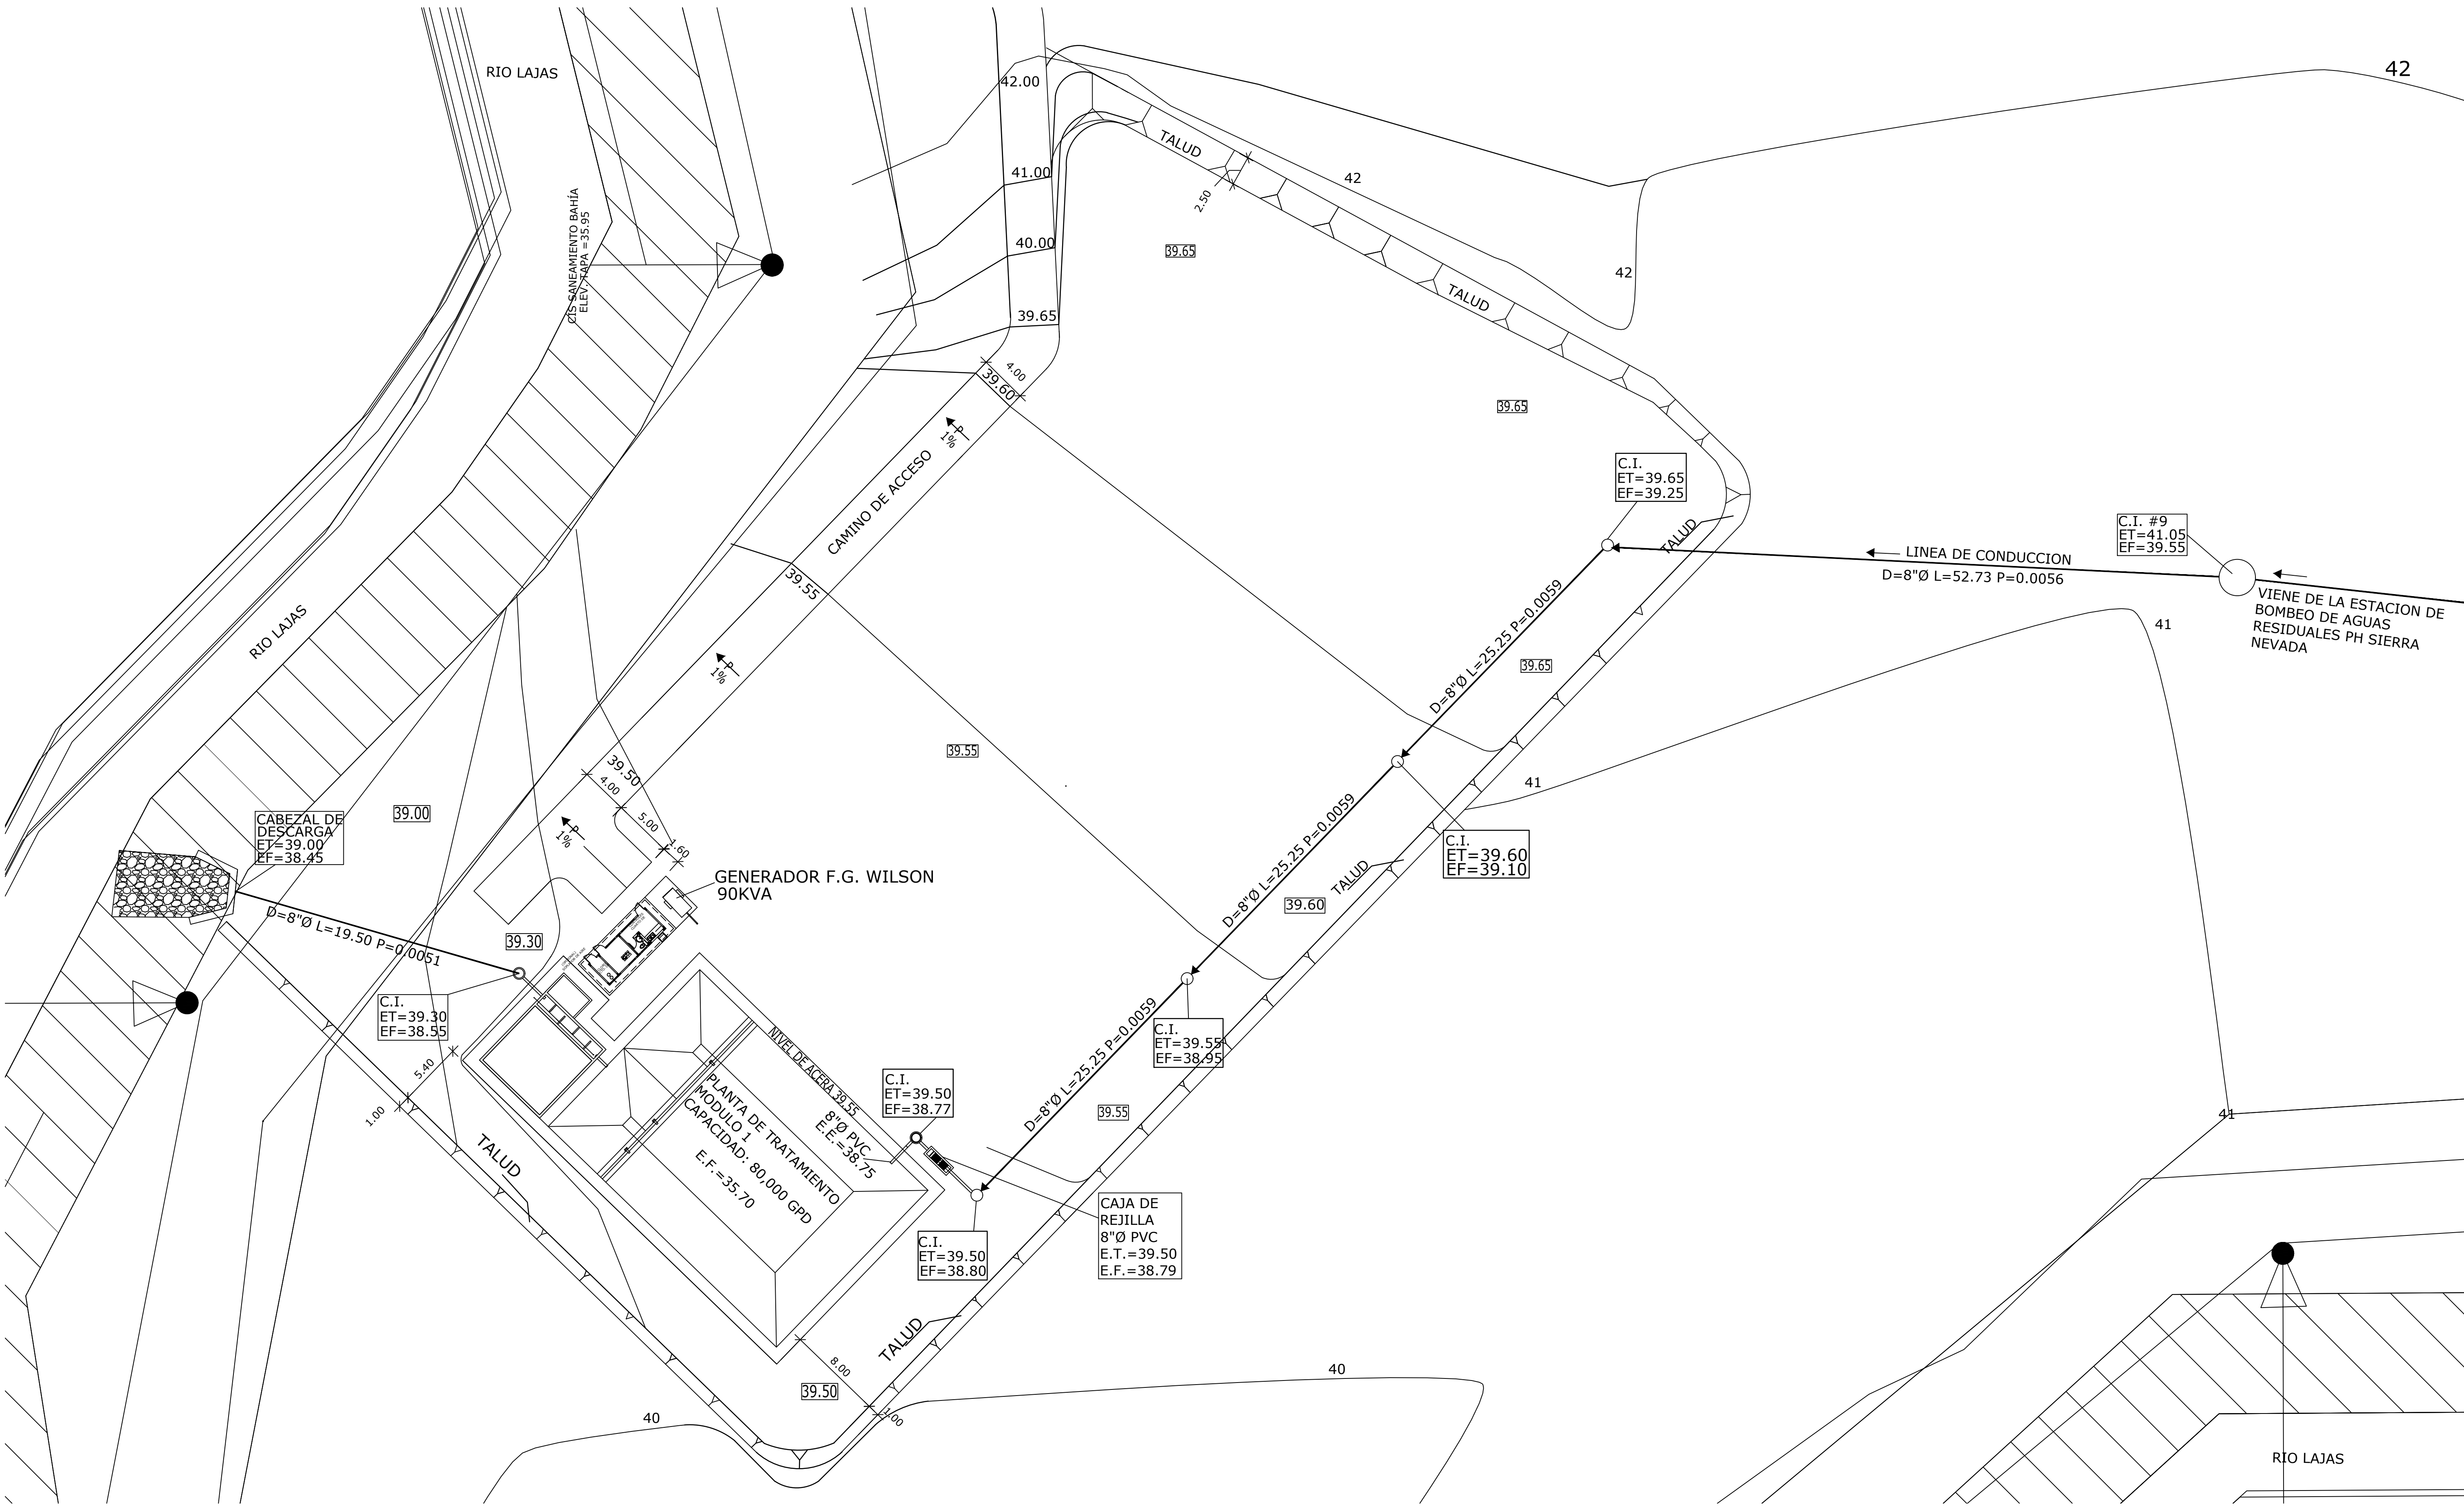 RIO LAJAS
42.00
42
TALUD
41.00
42
2.50
CIS SANEAMIENTO BAHÍA
ELEV. TAPA =35.95
40.00
39.65
42
TALUD
39.65
4.00
39.60
39.65
P
1%
CAMINO DE ACCESO
C.I.
ET=39.65
EF=39.25
TALUD
C.I. #9
ET=41.05
EF=39.55
LINEA DE CONDUCCION
D=8"Ø L=52.73 P=0.0056
VIENE DE LA ESTACION DE
BOMBEO DE AGUAS
RESIDUALES PH SIERRA
NEVADA
39.55
D=8"Ø L=25.25 P=0.0059
RIO LAJAS
41
P
1%
39.65
39.55
39.50
4.00
41
39.00
CABEZAL DE
DESCARGA
ET=39.00
EF=38.45
5.00
P
1%
1.60
D=8"Ø L=25.25 P=0.0059
C.I.
ET=39.60
EF=39.10
GENERADOR F.G. WILSON
90KVA
TALUD
39.60
D=8"Ø L=19.50 P=0.0051
39.30
C.I.
ET=39.30
EF=38.55
C.I.
ET=39.55
EF=38.95
D=8"Ø L=25.25 P=0.0059
5.40
1.00
NIVEL DE ACERA 39.55
C.I.
ET=39.50
EF=38.77
39.55
41
PLANTA DE TRATAMIENTO
MODULO 1
CAPACIDAD: 80,000 GPD
E.F.=35.70
8"Ø PVC
E.E.=38.75
TALUD
CAJA DE
REJILLA
8"Ø PVC
E.T.=39.50
E.F.=38.79
C.I.
ET=39.50
EF=38.80
TALUD
8.00
39.50
1.00
40
40
RIO LAJAS